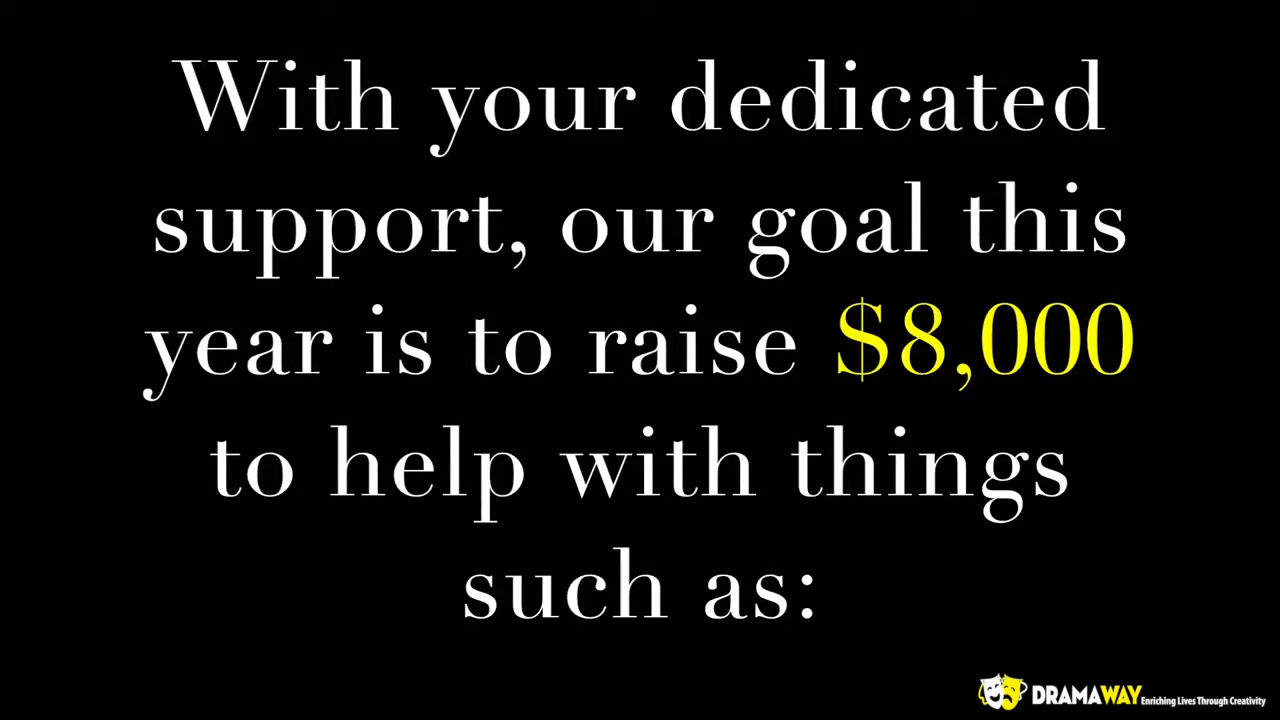 With your dedicated
support, our goal this
year is to raise $8,000
to help with things
such as:
DRAMAWAY Enriching Lives Through Creativity